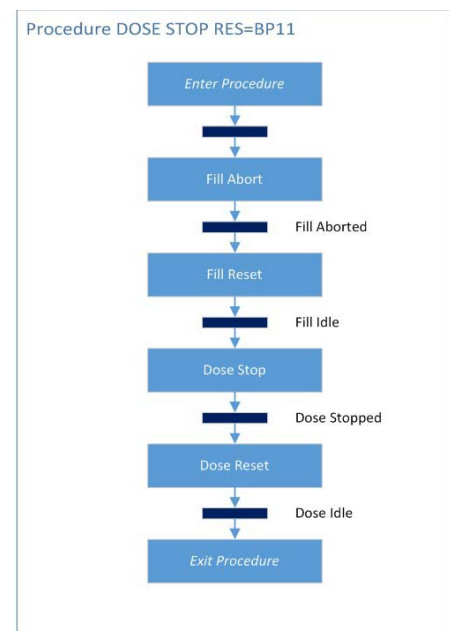 Procedure DOSE STOP RES=BP11
Enter Procedure
Fill Abort
Fill Aborted
Fill Reset
Fill Idle
Dose Stop
Dose Stopped
Dose Reset
Dose Idle
Exit Procedure